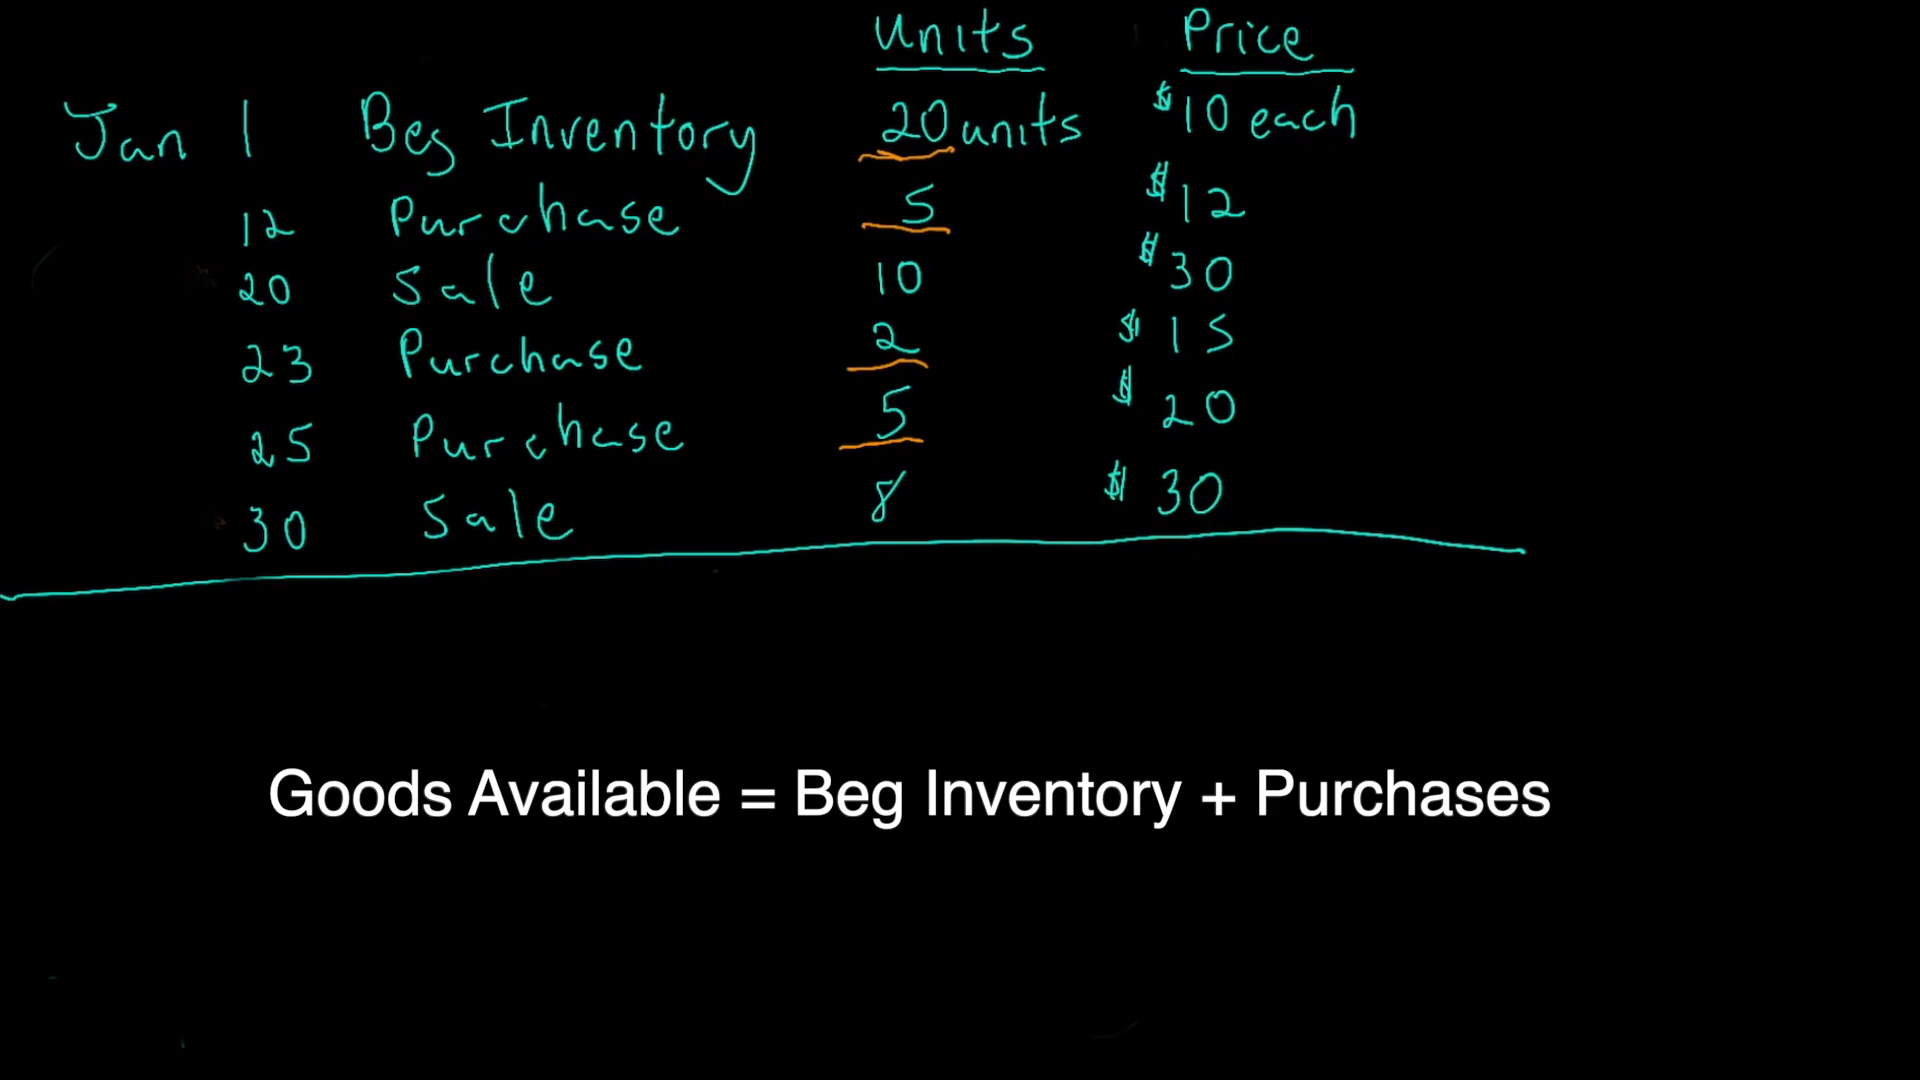 Units Price
Jan 1 Beg Inventory 20 units $10 each
12 Purchase 5 $12
20 Sale 10 $30
23 Purchase 2 $15
25 Purchase 5 $20
30 Sale 8 $30
Goods Available = Beg Inventory + Purchases